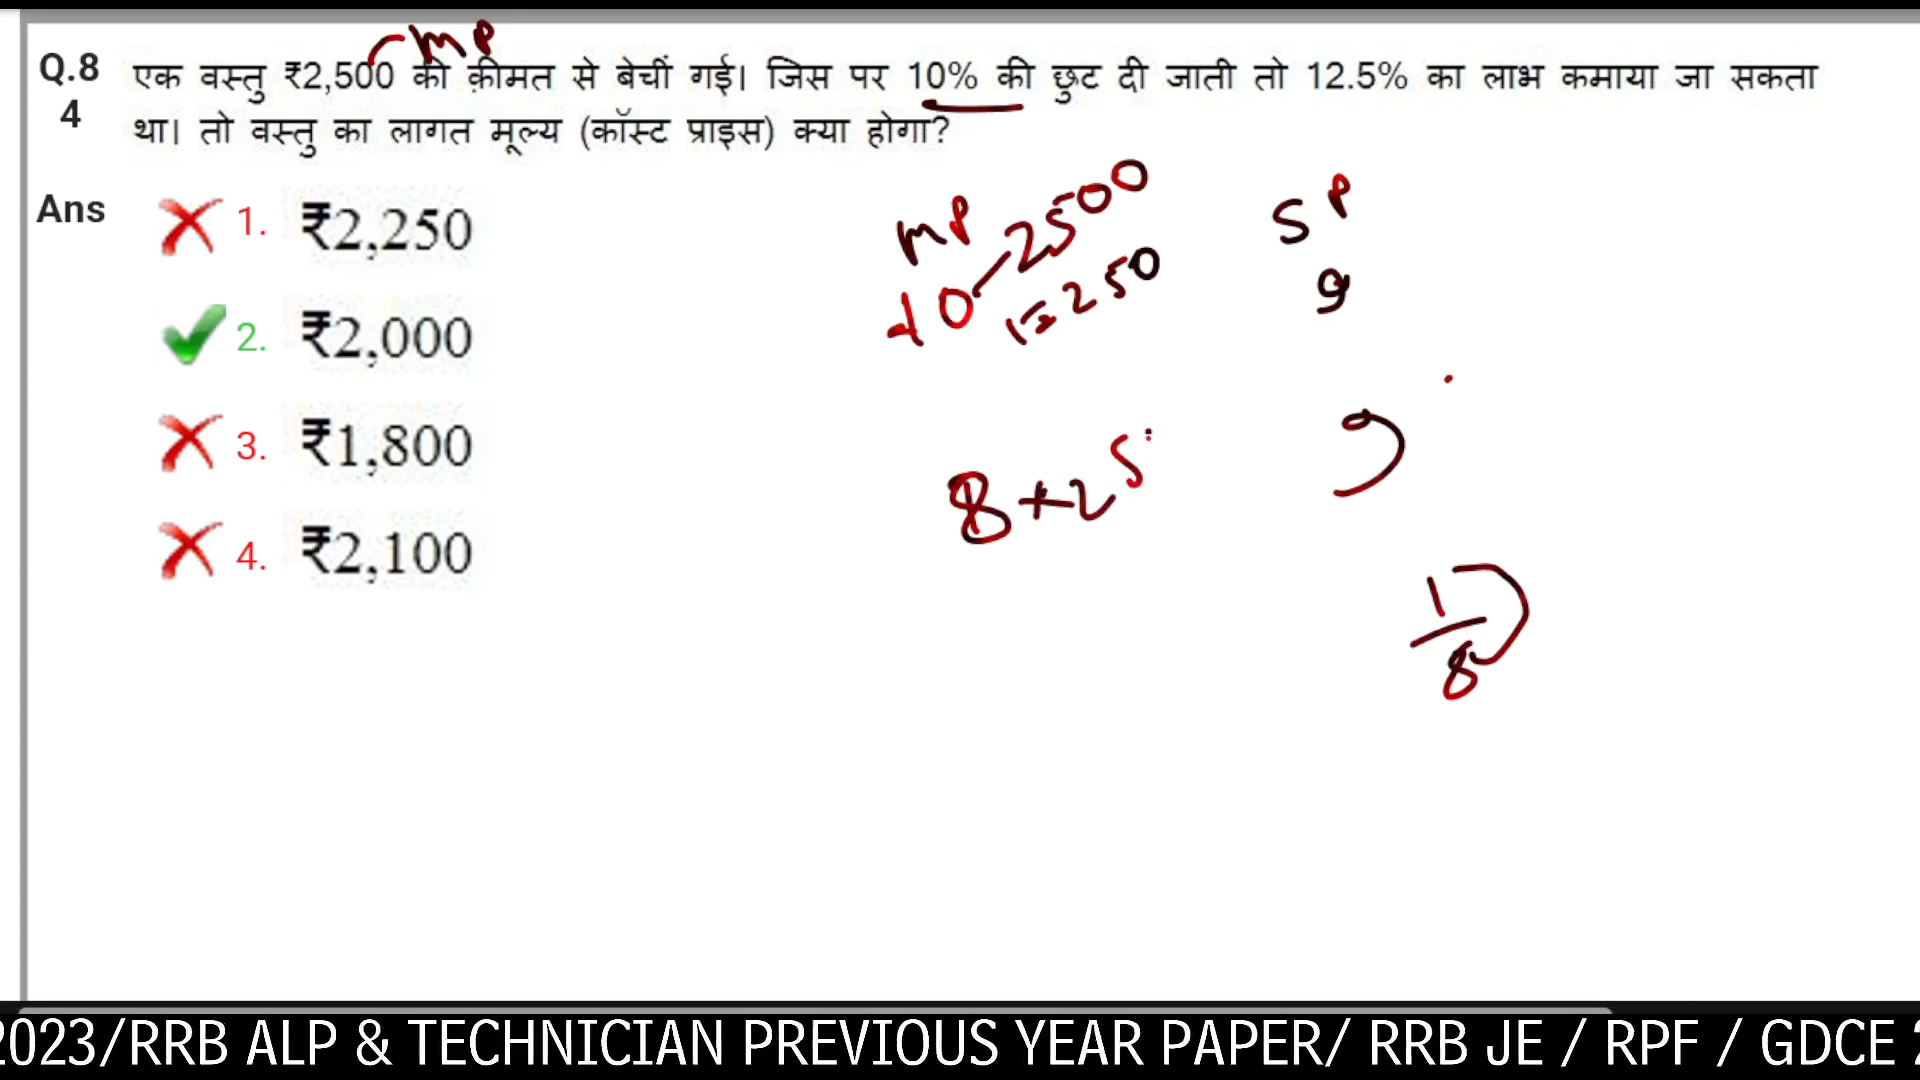 MP
Q.8 एक वस्तु ₹2,500 की क़ीमत से बेचीं गई। जिस पर 10% की छुट दी जाती तो 12.5% का लाभ कमाया जा सकता
4 था। तो वस्तु का लागत मूल्य (कॉस्ट प्राइस) क्या होगा?
Ans 1. ₹2,250
2. ₹2,000
3. ₹1,800
4. ₹2,100
MP 2500 SP
10 1=250 9
8+25 9
1
8
2023/RRB ALP & TECHNICIAN PREVIOUS YEAR PAPER/ RRB JE / RPF / GDCE